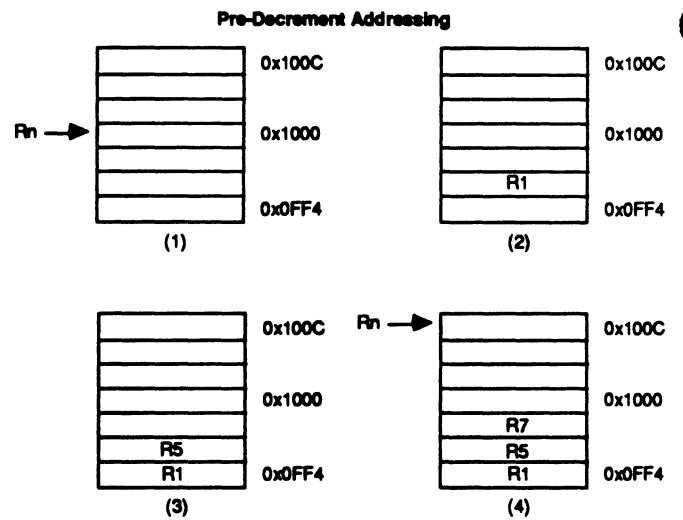 Pre-Decrement Addressing
0x100C 0x100C
Rn 0x1000 0x1000
R1
0x0FF4 0x0FF4
(1) (2)
0x100C Rn 0x100C
0x1000 0x1000
R7
R5 R5
R1 0x0FF4 R1 0x0FF4
(3) (4)